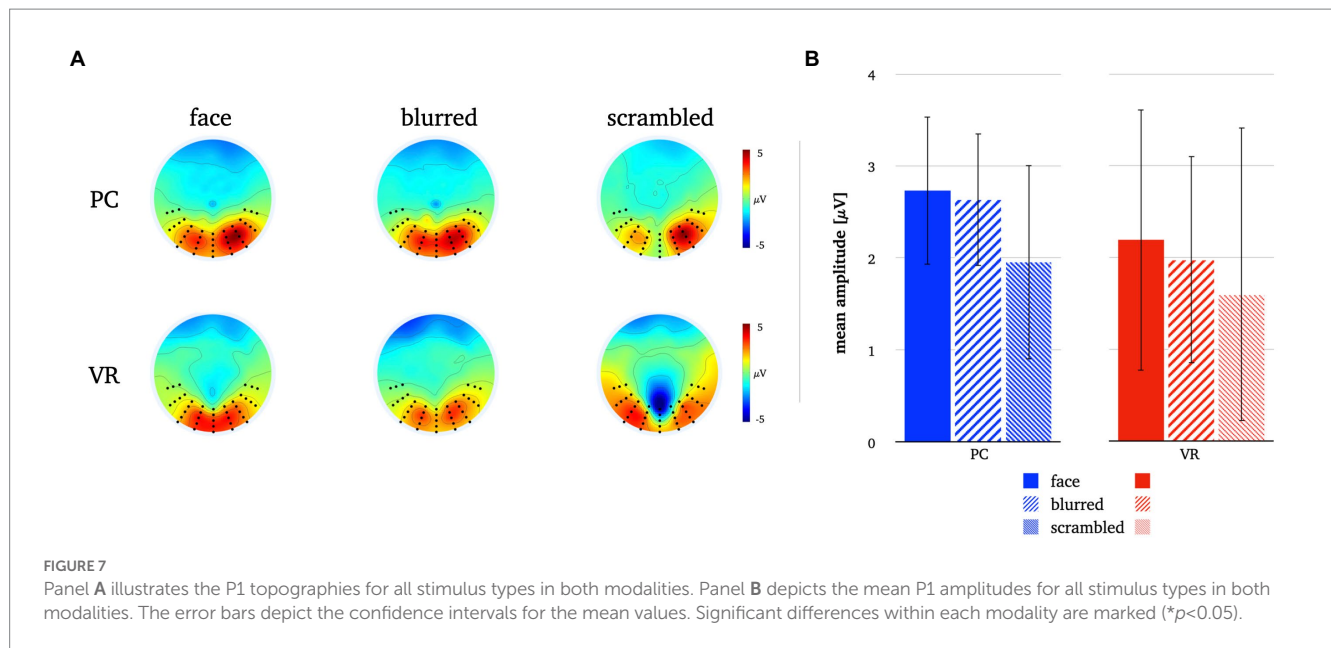 A
B
face blurred scrambled
PC
5
μV
-5
VR
5
μV
-5
mean amplitude [μV]
4
3
2
1
0
PC VR
face
blurred
scrambled
FIGURE 7
Panel A illustrates the P1 topographies for all stimulus types in both modalities. Panel B depicts the mean P1 amplitudes for all stimulus types in both
modalities. The error bars depict the confidence intervals for the mean values. Significant differences within each modality are marked (*p<0.05).